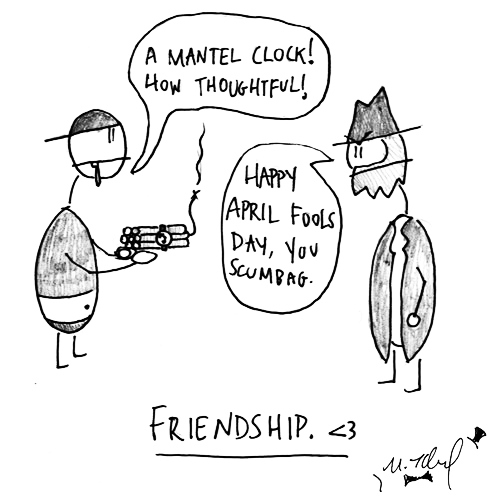 A MANTEL CLOCK!
HOW THOUGHTFUL!
HAPPY
APRIL FOOLS
DAY, YOU
SCUMBAG.
FRIENDSHIP. <3